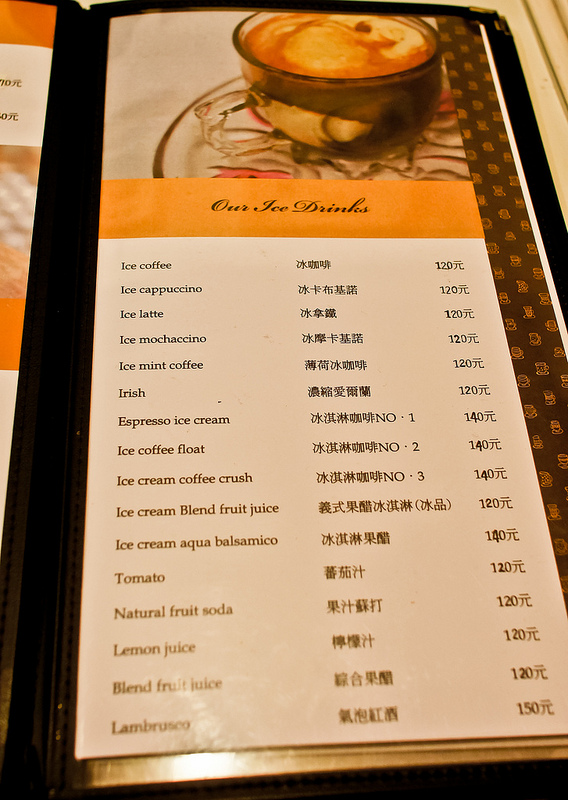 70元
60元
Our Ice Drinks
Ice coffee 冰咖啡 120元
Ice cappuccino 冰卡布基諾 120元
Ice latte 冰拿鐵 120元
Ice mochaccino 冰摩卡基諾 120元
Ice mint coffee 薄荷冰咖啡 120元
Irish 濃縮愛爾蘭 120元
Espresso ice cream 冰淇淋咖啡NO·1 140元
Ice coffee float 冰淇淋咖啡NO·2 140元
Ice cream coffee crush 冰淇淋咖啡NO·3 140元
Ice cream Blend fruit juice 義式果醋冰淇淋(冰品) 120元
Ice cream aqua balsamico 冰淇淋果醋 140元
Tomato 蕃茄汁 120元
Natural fruit soda 果汁蘇打 120元
Lemon juice 檸檬汁 120元
Blend fruit juice 綜合果醋 120元
Lambrusco 氣泡紅酒 150元